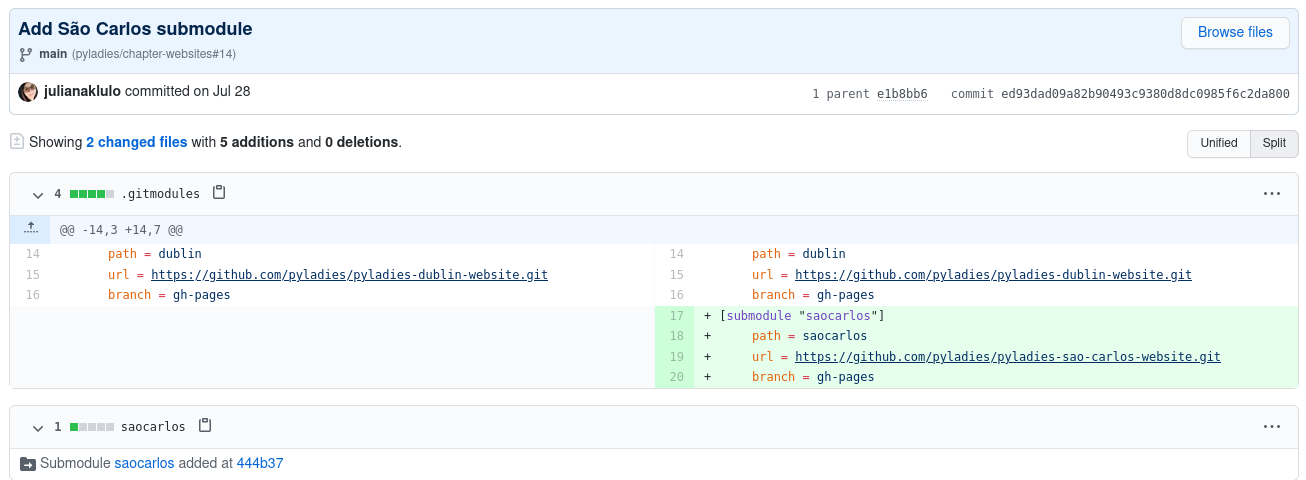 Add São Carlos submodule
Browse files
main (pyladies/chapter-websites#14)
julianaklulo committed on Jul 28
1 parent e1b8bb6 commit ed93dad09a82b90493c9380d8dc0985f6c2da800
Showing 2 changed files with 5 additions and 0 deletions.
Unified Split
4 .gitmodules
@@ -14,3 +14,7 @@
14 path = dublin 14 path = dublin
15 url = https://github.com/pyladies/pyladies-dublin-website.git 15 url = https://github.com/pyladies/pyladies-dublin-website.git
16 branch = gh-pages 16 branch = gh-pages
17 + [submodule "saocarlos"]
18 + path = saocarlos
19 + url = https://github.com/pyladies/pyladies-sao-carlos-website.git
20 + branch = gh-pages
1 saocarlos
Submodule saocarlos added at 444b37